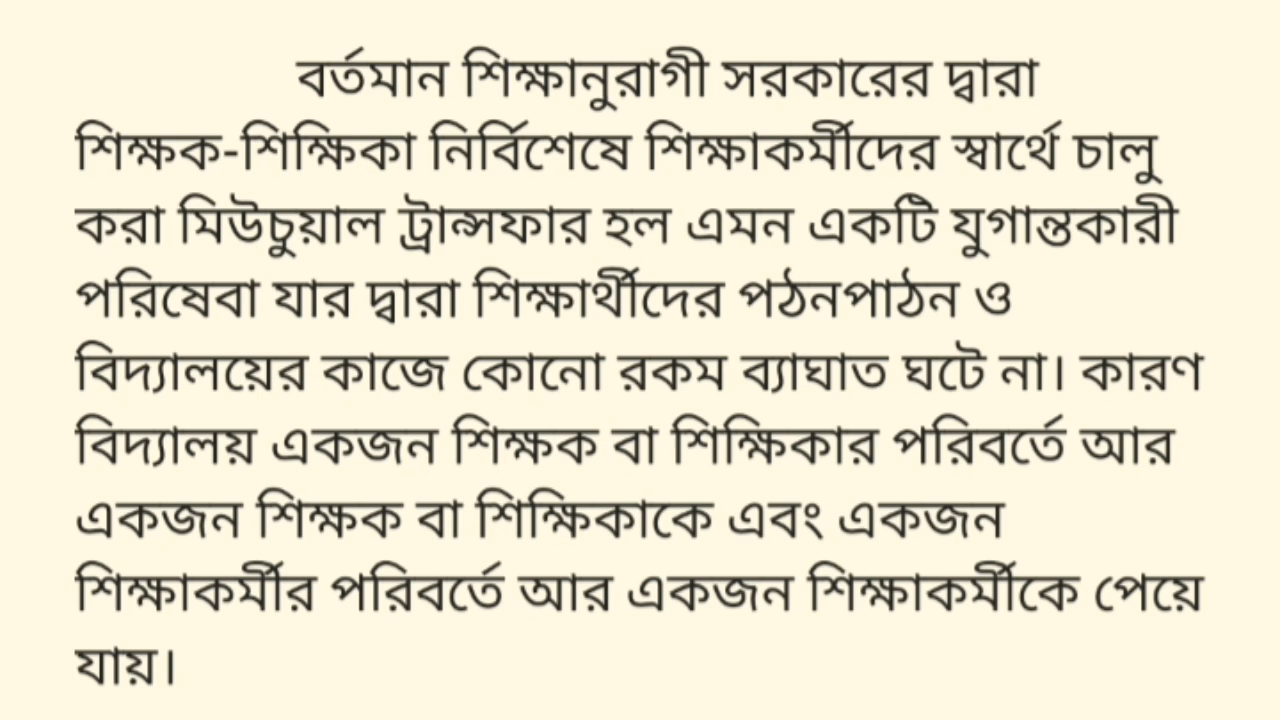 বর্তমান শিক্ষানুরাগী সরকারের দ্বারা
শিক্ষক-শিক্ষিকা নির্বিশেষে শিক্ষাকর্মীদের স্বার্থে চালু
করা মিউচুয়াল ট্রান্সফার হল এমন একটি যুগান্তকারী
পরিষেবা যার দ্বারা শিক্ষার্থীদের পঠনপাঠন ও
বিদ্যালয়ের কাজে কোনো রকম ব্যাঘাত ঘটে না। কারণ
বিদ্যালয় একজন শিক্ষক বা শিক্ষিকার পরিবর্তে আর
একজন শিক্ষক বা শিক্ষিকাকে এবং একজন
শিক্ষাকর্মীর পরিবর্তে আর একজন শিক্ষাকর্মীকে পেয়ে
যায়।